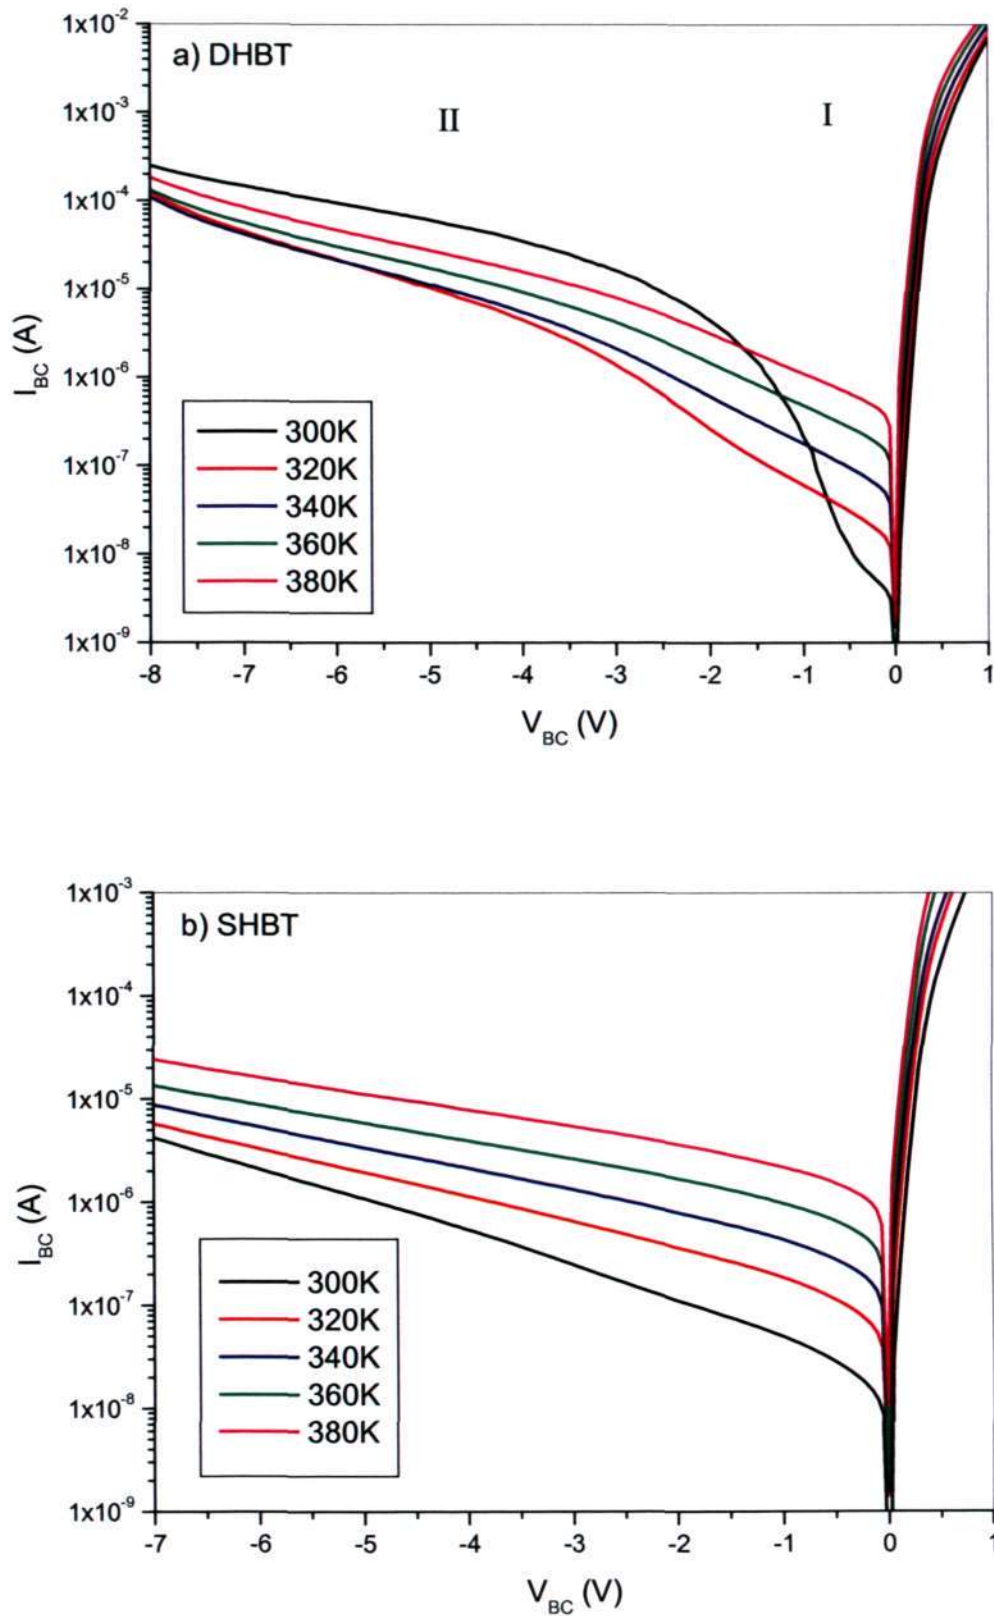 a) DHBT
II
I
1x10⁻²
1x10⁻³
1x10⁻⁴
1x10⁻⁵
1x10⁻⁶
1x10⁻⁷
1x10⁻⁸
1x10⁻⁹
I_BC (A)
300K
320K
340K
360K
380K
-8 -7 -6 -5 -4 -3 -2 -1 0 1
V_BC (V)
b) SHBT
1x10⁻³
1x10⁻⁴
1x10⁻⁵
1x10⁻⁶
1x10⁻⁷
1x10⁻⁸
1x10⁻⁹
I_BC (A)
300K
320K
340K
360K
380K
-7 -6 -5 -4 -3 -2 -1 0 1
V_BC (V)